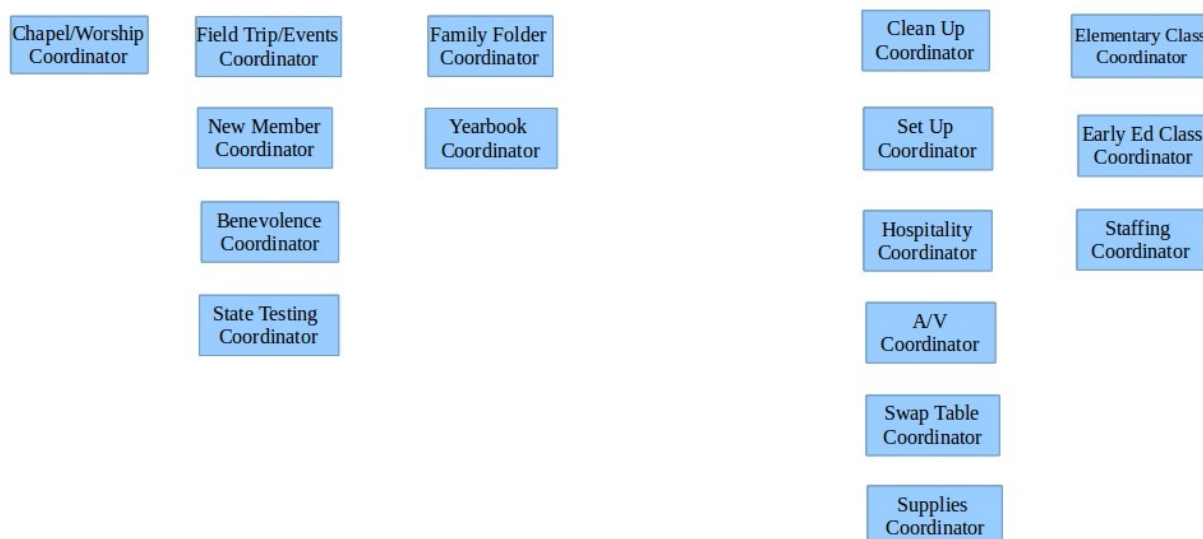 Chapel/Worship
Coordinator
Field Trip/Events
Coordinator
New Member
Coordinator
Benevolence
Coordinator
State Testing
Coordinator
Family Folder
Coordinator
Yearbook
Coordinator
Clean Up
Coordinator
Set Up
Coordinator
Hospitality
Coordinator
A/V
Coordinator
Swap Table
Coordinator
Supplies
Coordinator
Elementary Class
Coordinator
Early Ed Class
Coordinator
Staffing
Coordinator